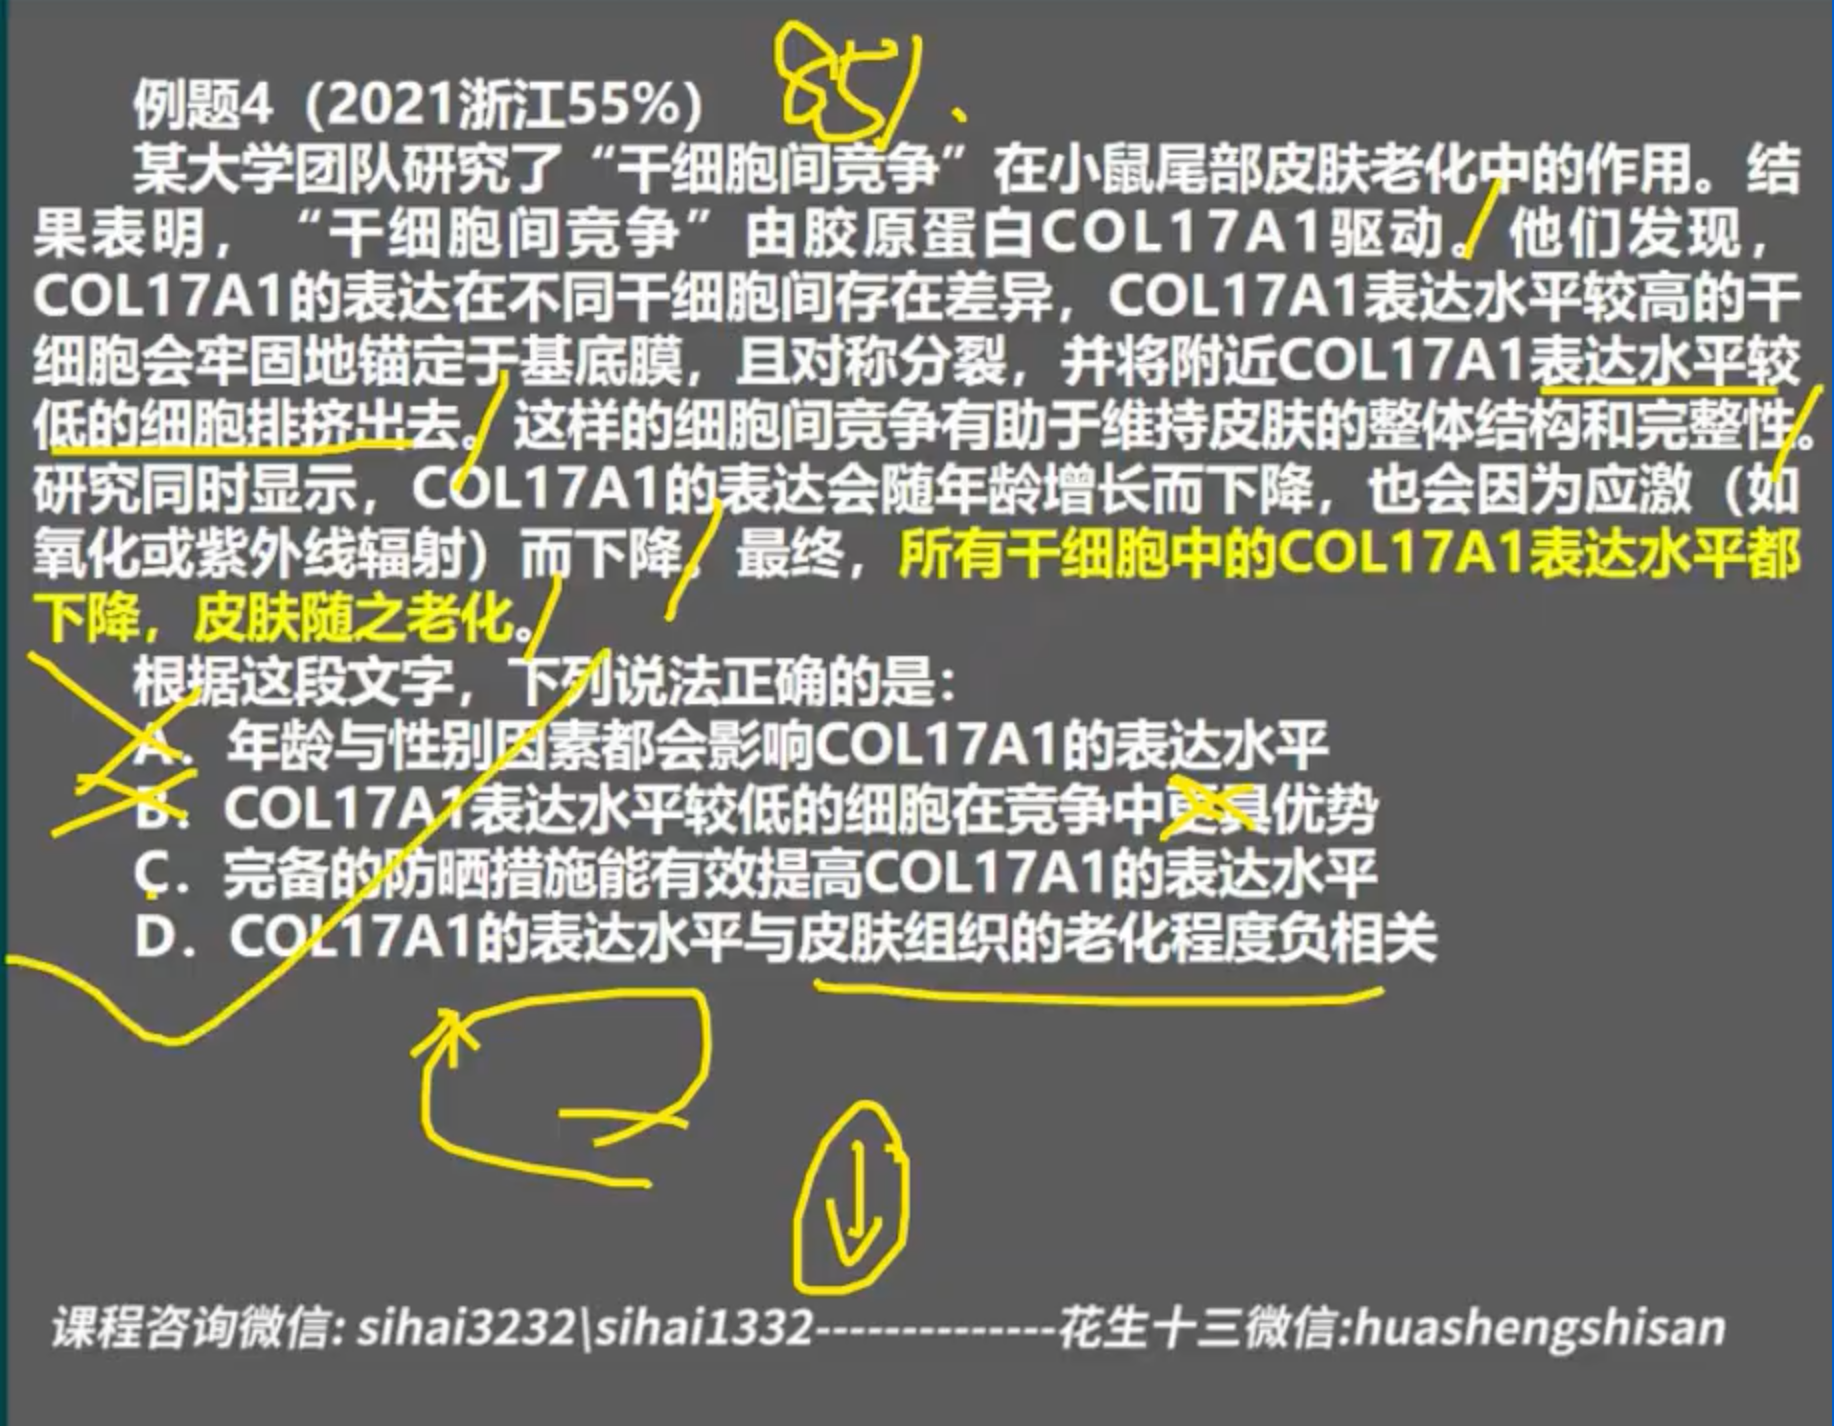 85%.
例题4（2021浙江55%）
某大学团队研究了“干细胞间竞争”在小鼠尾部皮肤老化中的作用。结
果表明，“干细胞间竞争”由胶原蛋白COL17A1驱动。他们发现，
COL17A1的表达在不同干细胞间存在差异，COL17A1表达水平较高的干
细胞会牢固地锚定于基底膜，且对称分裂，并将附近COL17A1表达水平较
低的细胞排挤出去。这样的细胞间竞争有助于维持皮肤的整体结构和完整性。
研究同时显示，COL17A1的表达会随年龄增长而下降，也会因为应激（如
氧化或紫外线辐射）而下降。最终，所有干细胞中的COL17A1表达水平都
下降，皮肤随之老化。
根据这段文字，下列说法正确的是：
A．年龄与性别因素都会影响COL17A1的表达水平
B．COL17A1表达水平较低的细胞在竞争中更具优势
C．完备的防晒措施能有效提高COL17A1的表达水平
D．COL17A1的表达水平与皮肤组织的老化程度负相关
课程咨询微信: sihai3232\sihai1332--------------花生十三微信:huashengshisan